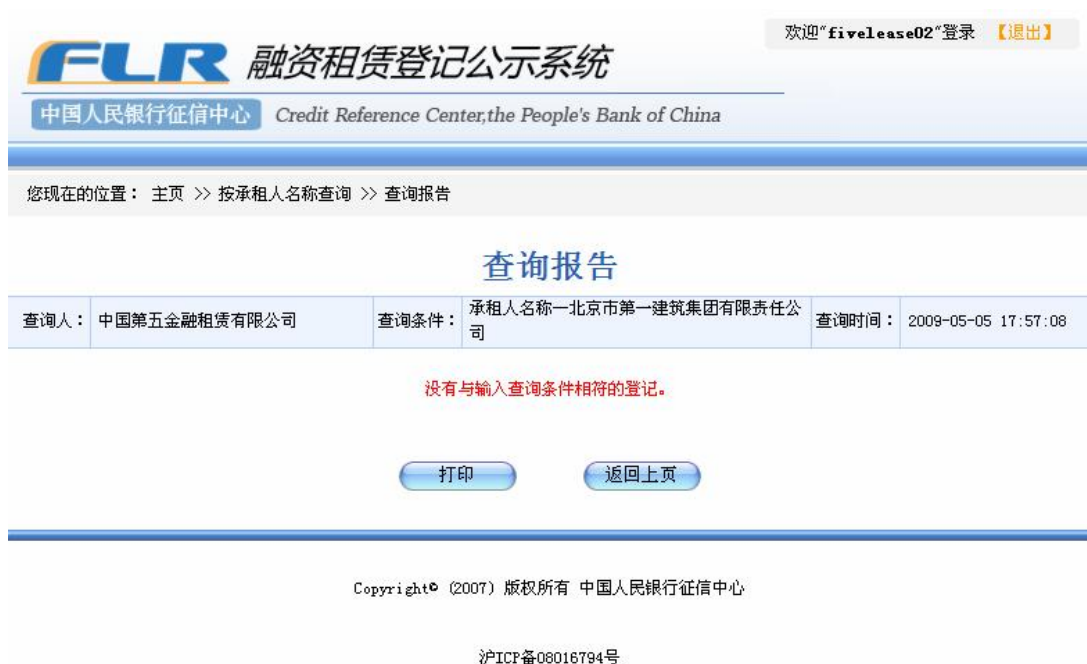 欢迎"fivelease02"登录 【退出】
FLR 融资租赁登记公示系统
中国人民银行征信中心 Credit Reference Center,the People's Bank of China
您现在的位置： 主页 >> 按承租人名称查询 >> 查询报告
查询报告
查询人： 中国第五金融租赁有限公司 查询条件： 承租人名称—北京市第一建筑集团有限责任公
司 查询时间： 2009-05-05 17:57:08
没有与输入查询条件相符的登记。
打印 返回上页
Copyright© (2007) 版权所有 中国人民银行征信中心
沪ICP备08016794号